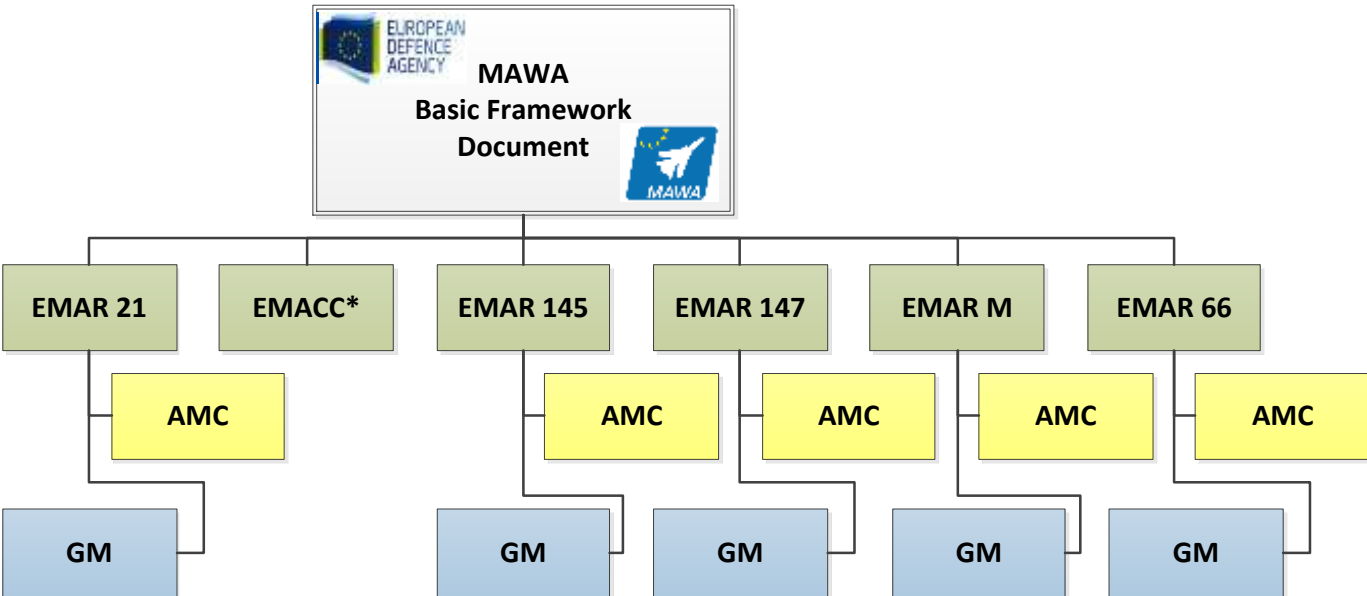 EUROPEAN
DEFENCE
AGENCY
MAWA
Basic Framework
Document
MAWA
EMAR 21
EMACC*
EMAR 145
EMAR 147
EMAR M
EMAR 66
AMC
AMC
AMC
AMC
AMC
GM
GM
GM
GM
GM